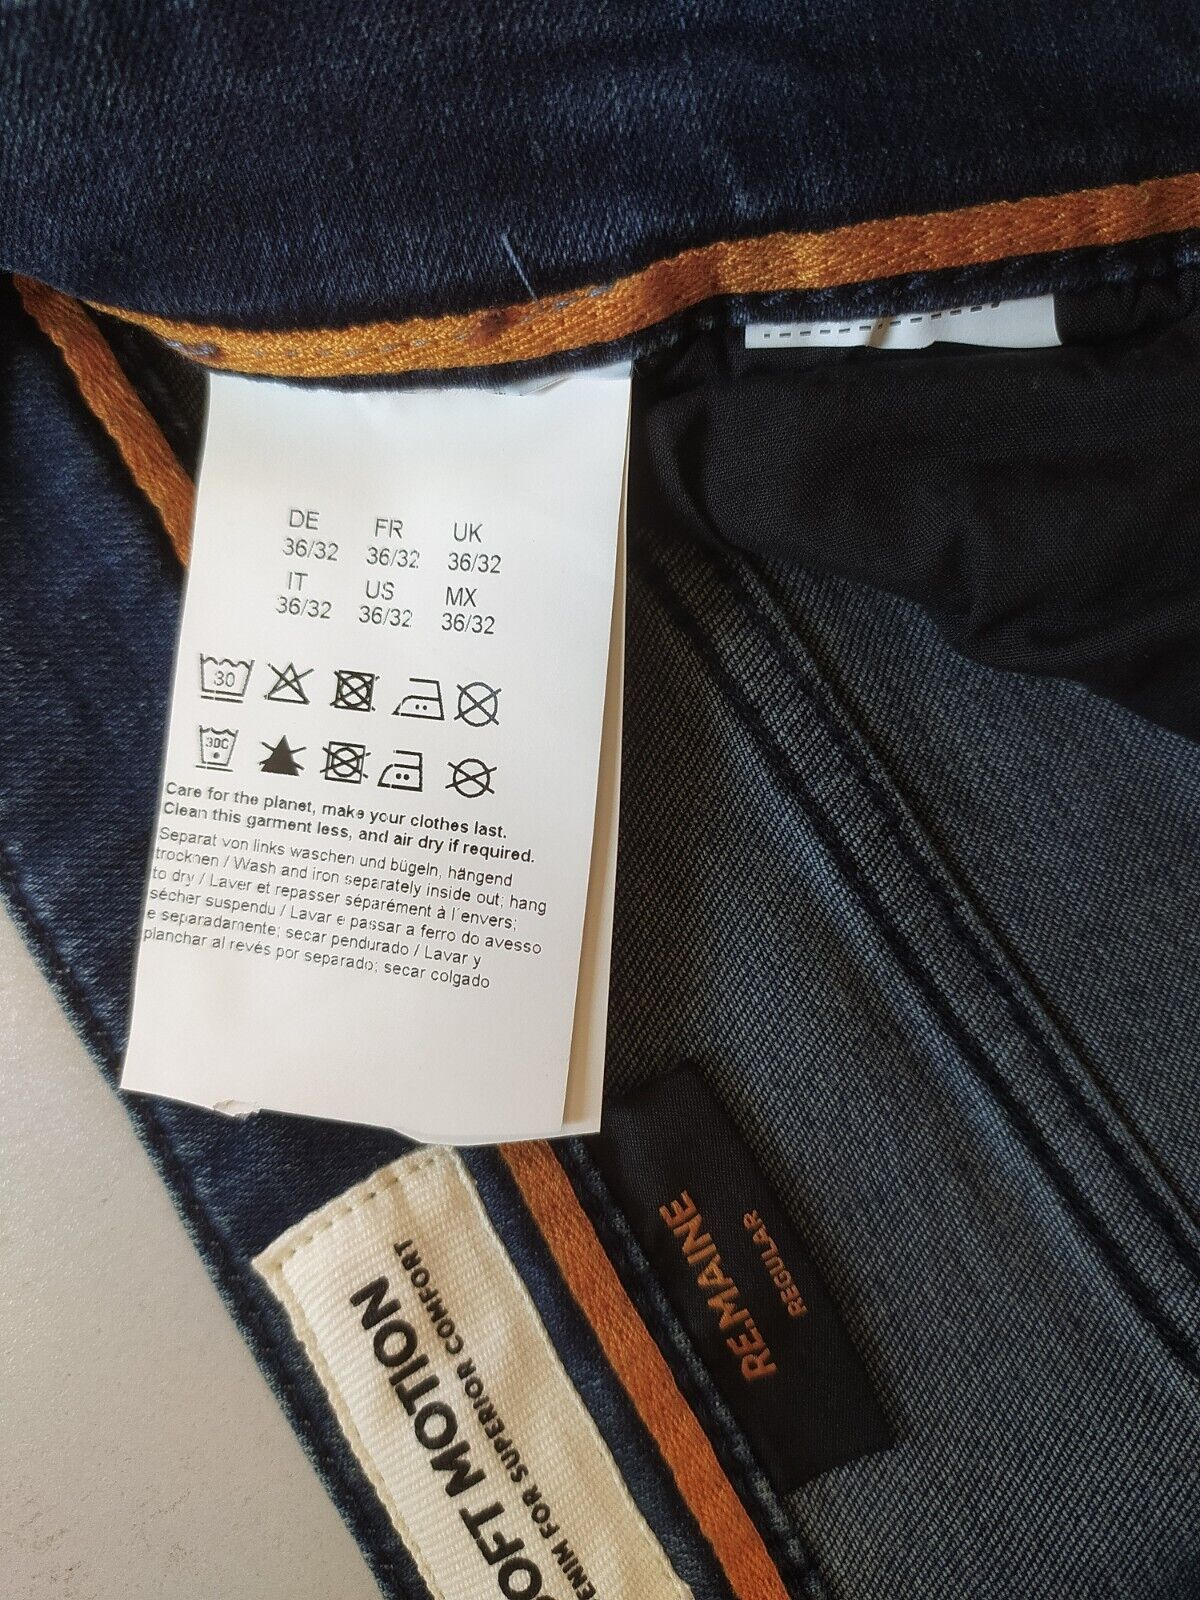 DE FR UK
36/32 36/32 36/32
IT US MX
36/32 36/32 36/32
30
30C
Care for the planet, make your clothes last.
Clean this garment less, and air dry if required.
Separat von links waschen und bügeln, hängend
trocknen / Wash and iron separately inside out; hang
to dry / Laver et repasser séparément à l'envers;
sécher suspendu / Lavar e passar a ferro do avesso
e separadamente; secar pendurado / Lavar y
planchar al revés por separado; secar colgado
RE.MAINE
REGULAR
SOFT MOTION
DENIM FOR SUPERIOR COMFORT